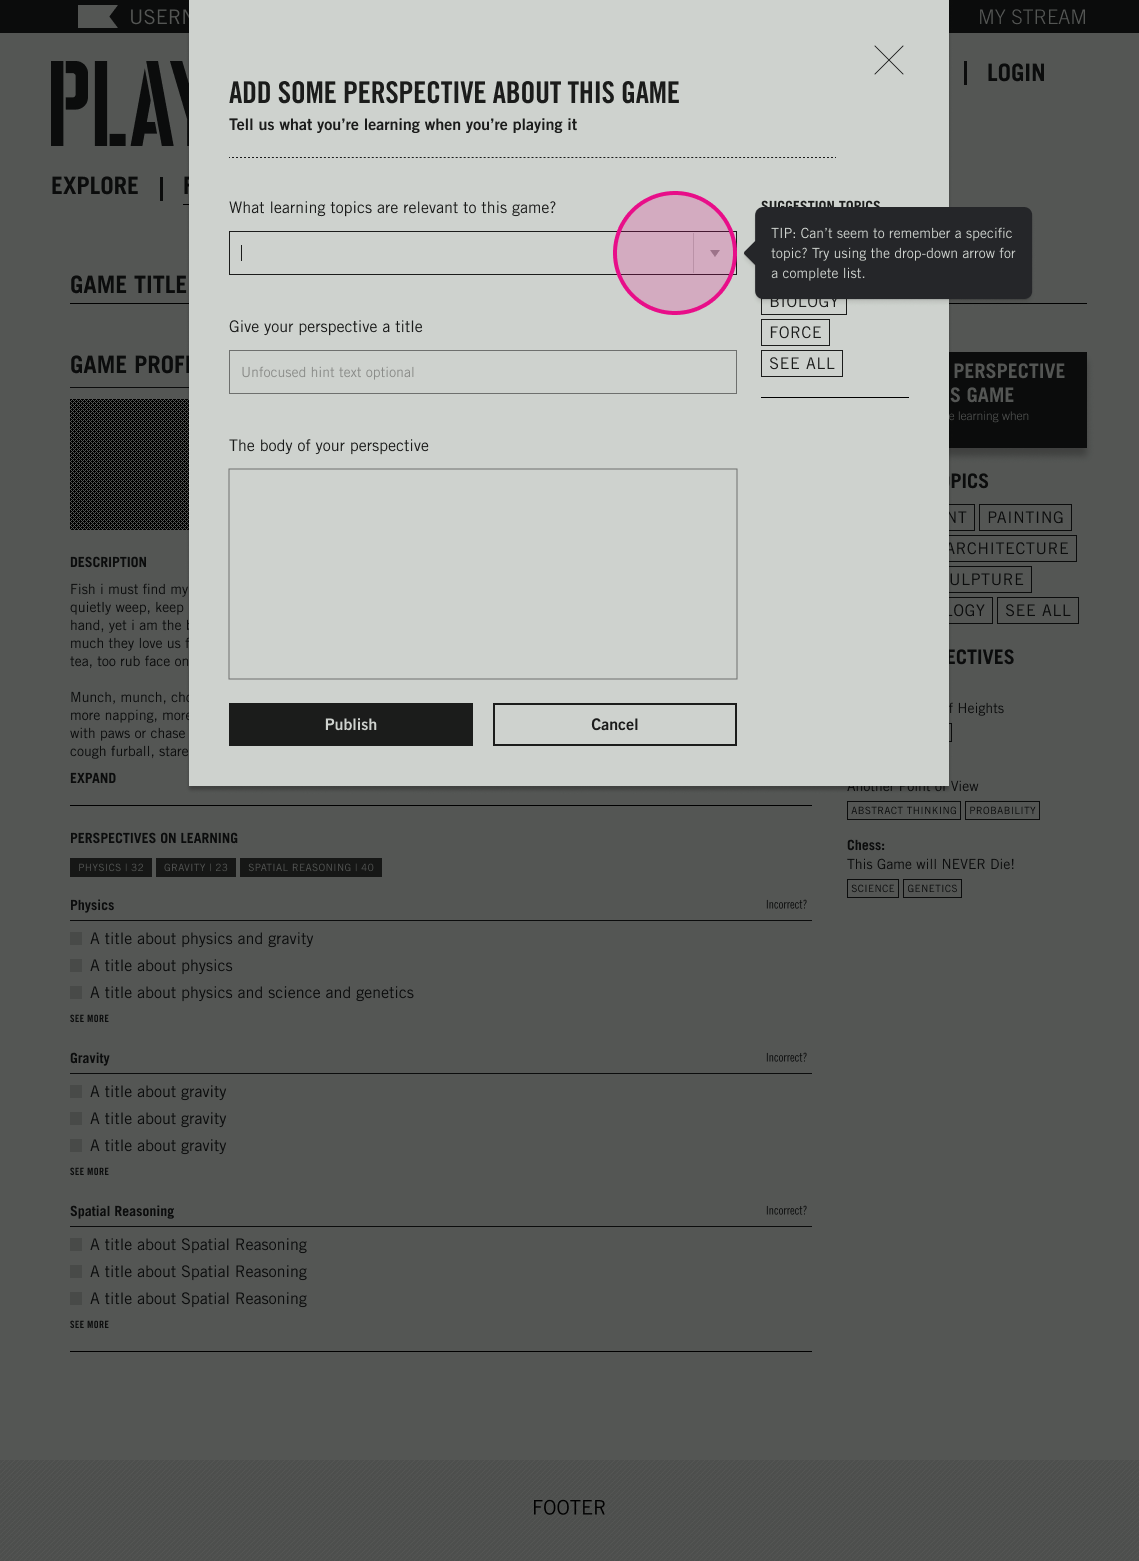 MY STREAM
LOGIN
EXPLORE
GAME TITLE
ADD SOME PERSPECTIVE ABOUT THIS GAME
Tell us what you're learning when you're playing it
What learning topics are relevant to this game?
SUGGESTION TOPICS
TIP: Can't seem to remember a specific
topic? Try using the drop-down arrow for
a complete list.
BIOLOGY
FORCE
SEE ALL
Give your perspective a title
Unfocused hint text optional
The body of your perspective
Publish
Cancel
PERSPECTIVE
GAME
learning when
PAINTING
ARCHITECTURE
SEE ALL
of Heights
Another Point of View
ABSTRACT THINKING
PROBABILITY
Chess:
This Game will NEVER Die!
SCIENCE
GENETICS
GAME
DESCRIPTION
Fish i must find my
quietly weep, keep
hand, yet i am the
much they love us
tea, too rub face on
Munch, munch,
more napping, more
with paws or chase
cough furball, stare
EXPAND
PERSPECTIVES ON LEARNING
PHYSICS | 32
GRAVITY | 23
SPATIAL REASONING | 40
Physics
Incorrect?
A title about physics and gravity
A title about physics
A title about physics and science and genetics
SEE MORE
Gravity
Incorrect?
A title about gravity
A title about gravity
A title about gravity
SEE MORE
Spatial Reasoning
Incorrect?
A title about Spatial Reasoning
A title about Spatial Reasoning
A title about Spatial Reasoning
SEE MORE
FOOTER